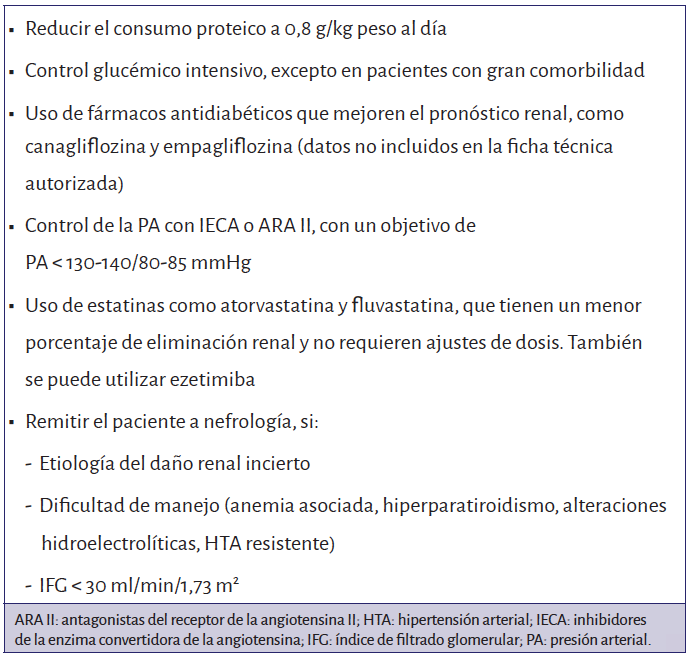 ▪ Reducir el consumo proteico a 0,8 g/kg peso al día
▪ Control glucémico intensivo, excepto en pacientes con gran comorbilidad
▪ Uso de fármacos antidiabéticos que mejoren el pronóstico renal, como
canagliflozina y empagliflozina (datos no incluidos en la ficha técnica
autorizada)
▪ Control de la PA con IECA o ARA II, con un objetivo de
PA < 130-140/80-85 mmHg
▪ Uso de estatinas como atorvastatina y fluvastatina, que tienen un menor
porcentaje de eliminación renal y no requieren ajustes de dosis. También
se puede utilizar ezetimiba
▪ Remitir el paciente a nefrología, si:
- Etiología del daño renal incierto
- Dificultad de manejo (anemia asociada, hiperparatiroidismo, alteraciones
hidroelectrolíticas, HTA resistente)
- IFG < 30 ml/min/1,73 m²
ARA II: antagonistas del receptor de la angiotensina II; HTA: hipertensión arterial; IECA: inhibidores
de la enzima convertidora de la angiotensina; IFG: índice de filtrado glomerular; PA: presión arterial.